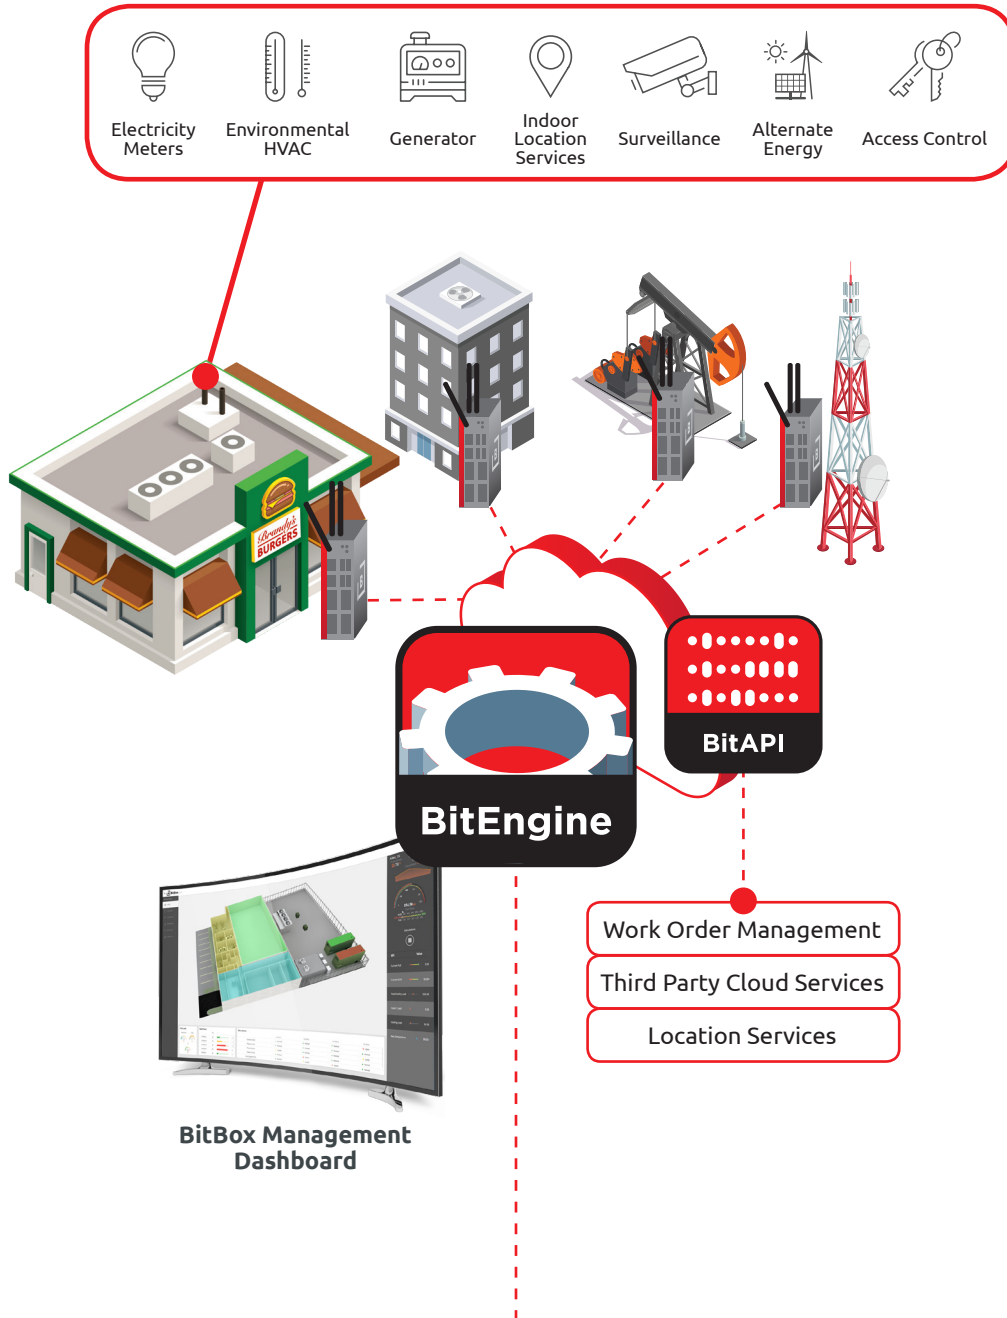 Electricity
Meters
Environmental
HVAC
Generator
Indoor
Location
Services
Surveillance
Alternate
Energy
Access Control
Brandy's
BURGERS
BitAPI
BitEngine
Work Order Management
Third Party Cloud Services
Location Services
BitBox Management
Dashboard